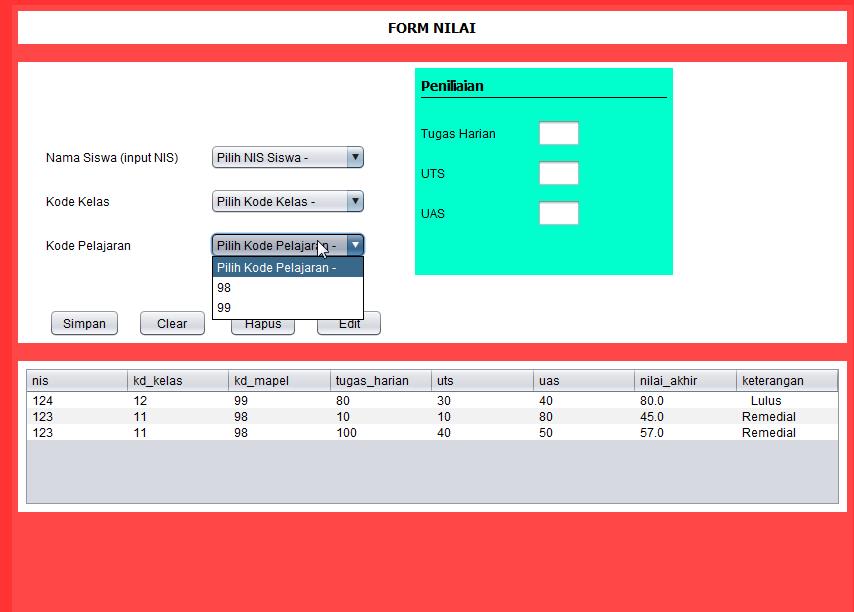 FORM NILAI
Peniliaian
Tugas Harian
UTS
UAS
Nama Siswa (input NIS) Pilih NIS Siswa -
Kode Kelas Pilih Kode Kelas -
Kode Pelajaran Pilih Kode Pelajaran -
Pilih Kode Pelajaran -
98
99
Simpan Clear Hapus Edit
nis kd_kelas kd_mapel tugas_harian uts uas nilai_akhir keterangan
124 12 99 80 30 40 80.0 Lulus
123 11 98 10 10 80 45.0 Remedial
123 11 98 100 40 50 57.0 Remedial